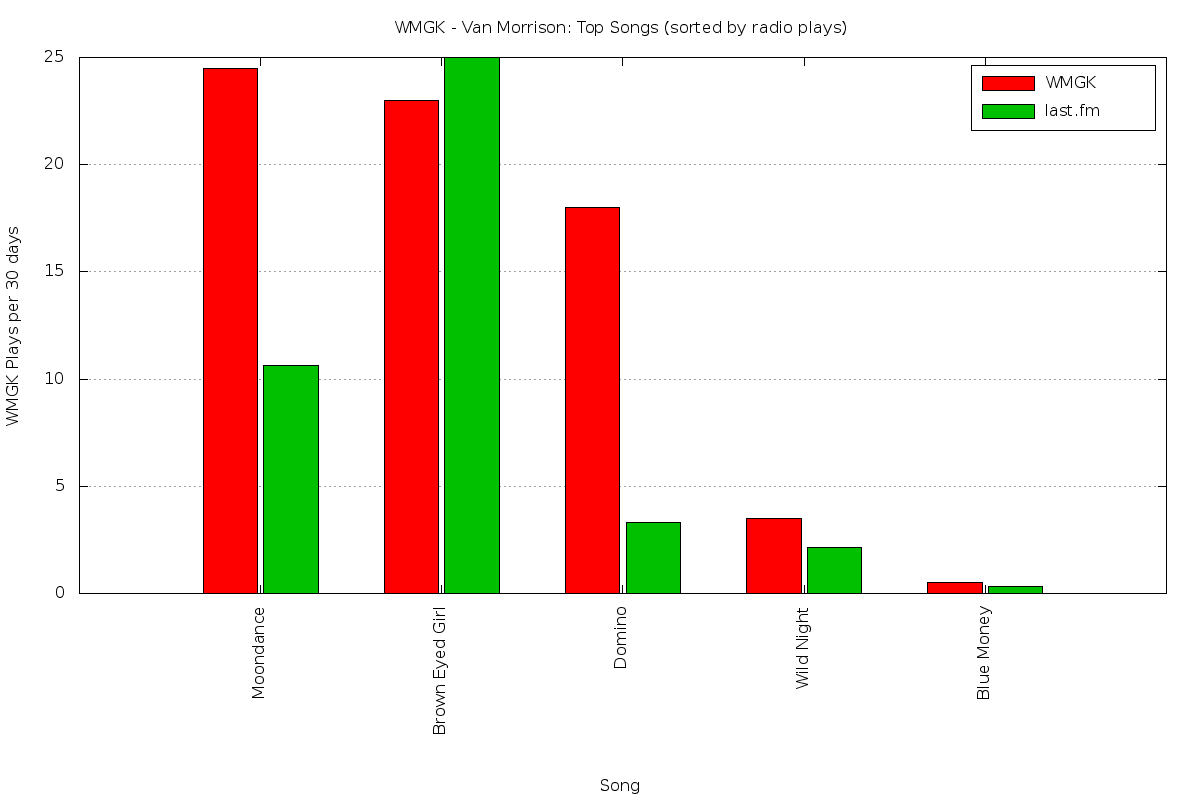 WMGK - Van Morrison: Top Songs (sorted by radio plays)
WMGK
last.fm
WMGK Plays per 30 days
25
20
15
10
5
0
Moondance
Brown Eyed Girl
Domino
Wild Night
Blue Money
Song